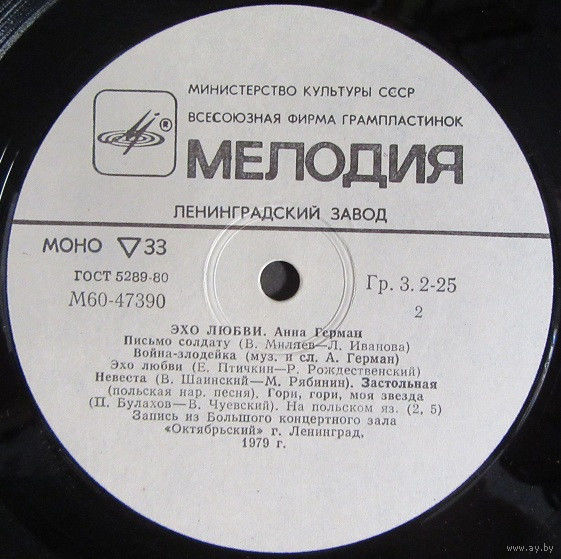 МИНИСТЕРСТВО КУЛЬТУРЫ СССР
ВСЕСОЮЗНАЯ ФИРМА ГРАМПЛАСТИНОК
®
МЕЛОДИЯ
ЛЕНИНГРАДСКИЙ ЗАВОД
МОНО ▽33
ГОСТ 5289-80
М60-47390
Гр. 3. 2-25
2
ЭХО ЛЮБВИ. Анна Герман
Письмо солдату (В. Миляев—Л. Иванова)
Война-злодейка (муз. и сл. А. Герман)
Эхо любви (Е. Птичкин—Р. Рождественский)
Невеста (В. Шаинский—М. Рябинин). Застольная
(польская нар. песня). Гори, гори, моя звезда
(П. Булахов—В. Чуевский). На польском яз. (2, 5)
Запись из Большого концертного зала
«Октябрьский» г. Ленинград,
1979 г.
www.ay.by